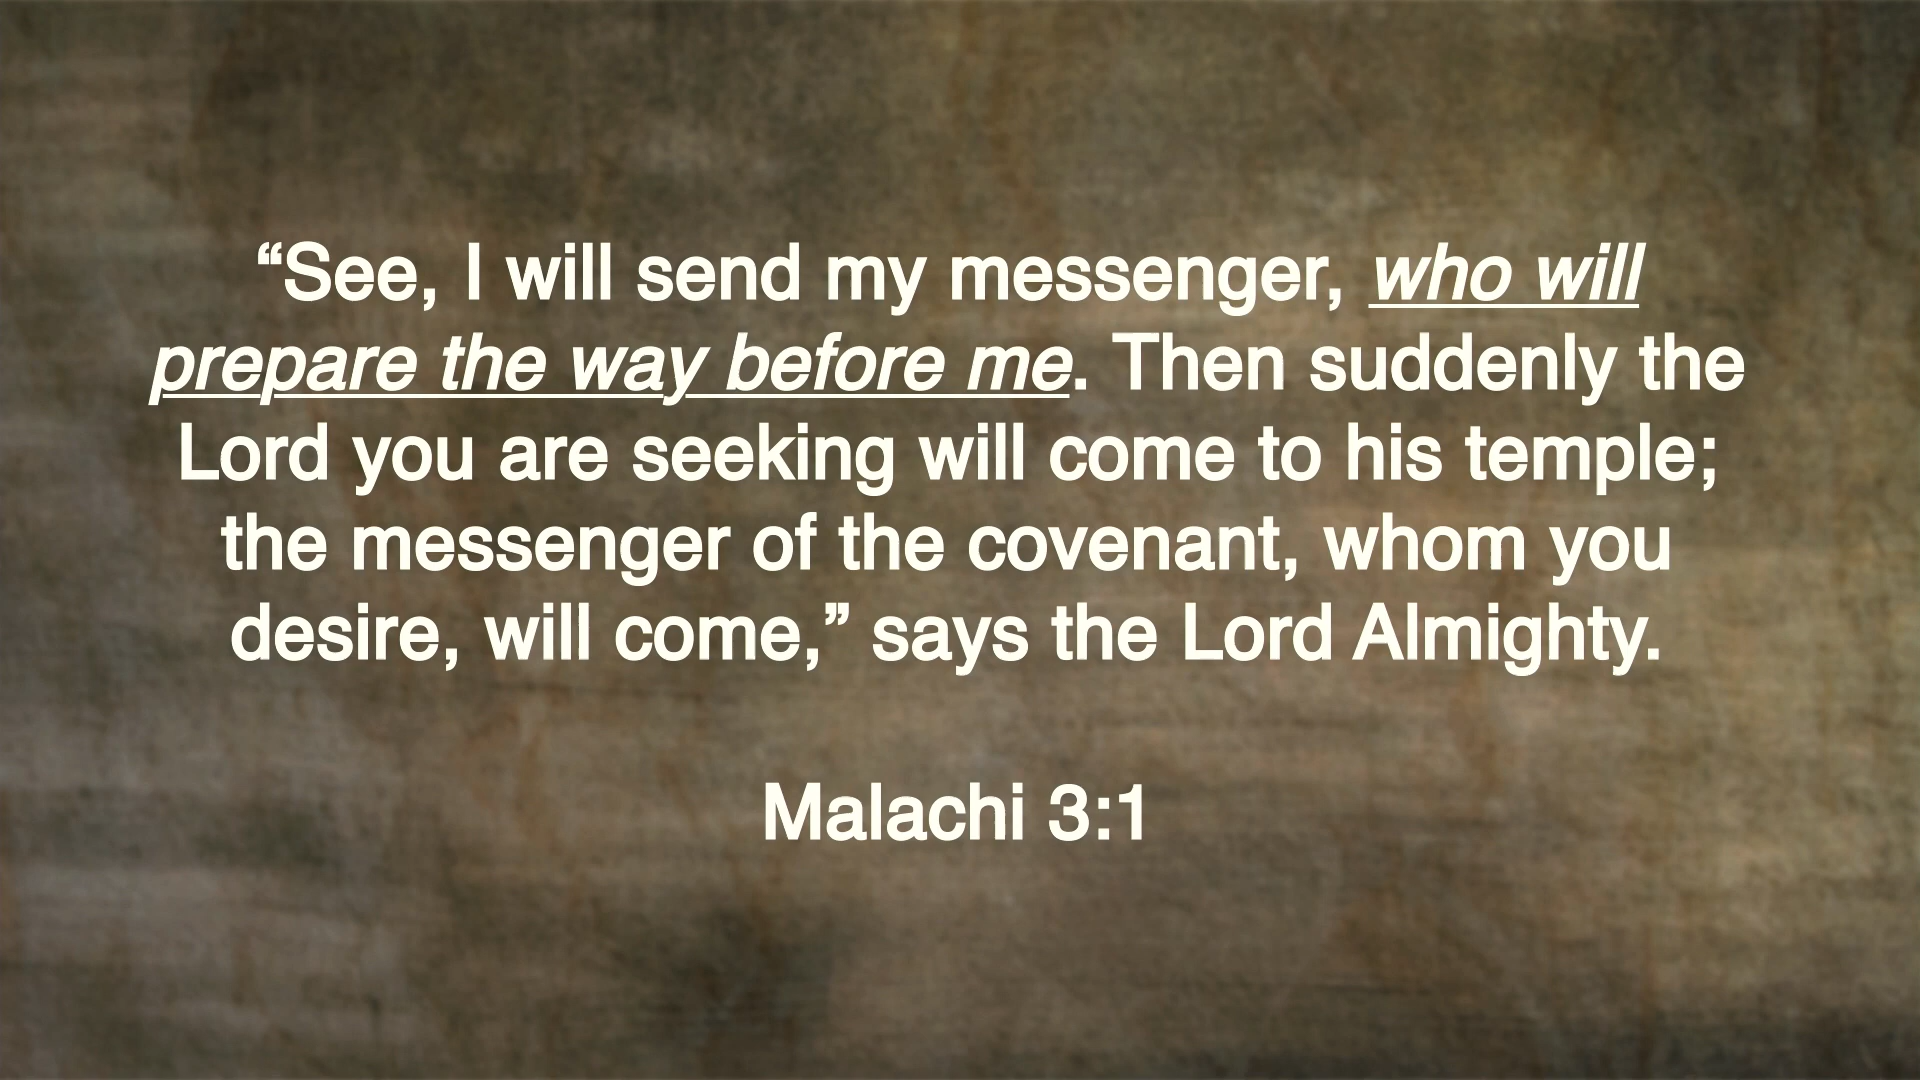 “See, I will send my messenger, who will
prepare the way before me. Then suddenly the
Lord you are seeking will come to his temple;
the messenger of the covenant, whom you
desire, will come,” says the Lord Almighty.
Malachi 3:1